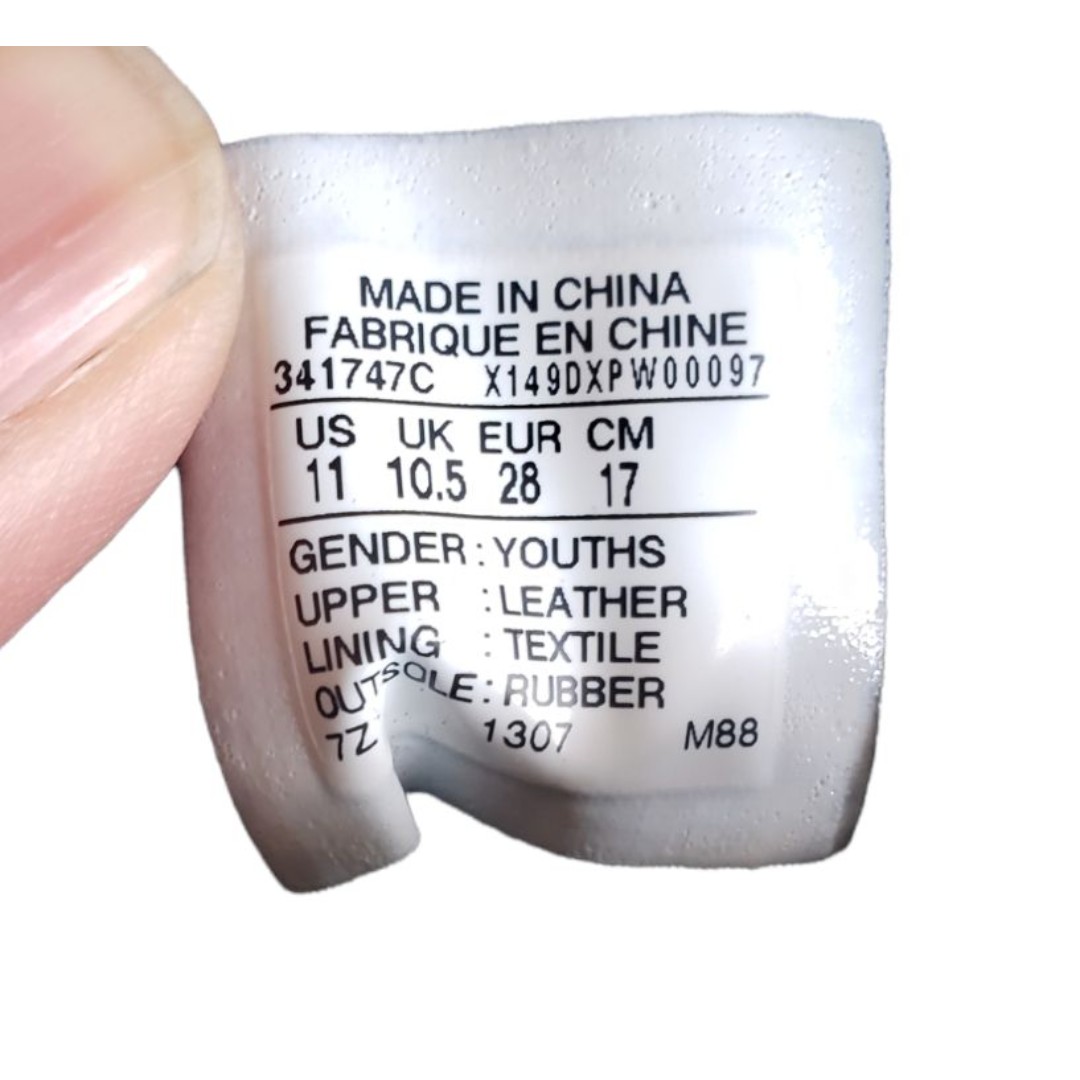 MADE IN CHINA
FABRIQUE EN CHINE
341747C X149DXPW00097
US UK EUR CM
11 10.5 28 17
GENDER : YOUTHS
UPPER : LEATHER
LINING : TEXTILE
OUTSOLE : RUBBER
7Z 1307 M88